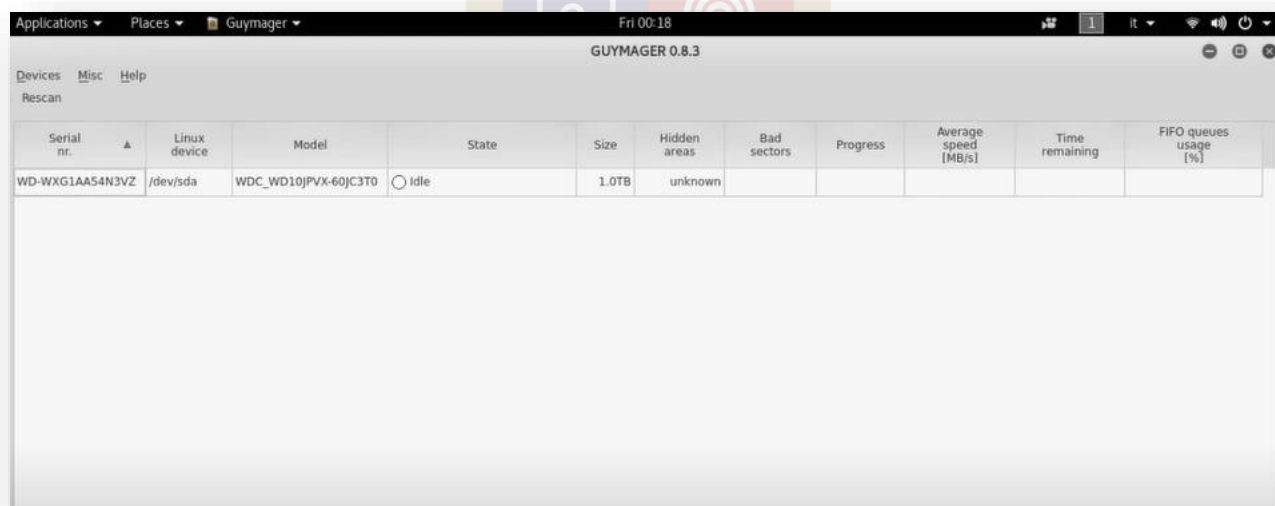 Applications Places Guymager Fri 00:18 1 it
GUYMAGER 0.8.3
Devices Misc Help
Rescan
Serial nr. Linux device Model State Size Hidden areas Bad sectors Progress Average speed [MB/s] Time remaining FIFO queues usage [%]
WD-WXG1AA54N3VZ /dev/sda WDC_WD10JPVX-60JC3T0 Idle 1.0TB unknown